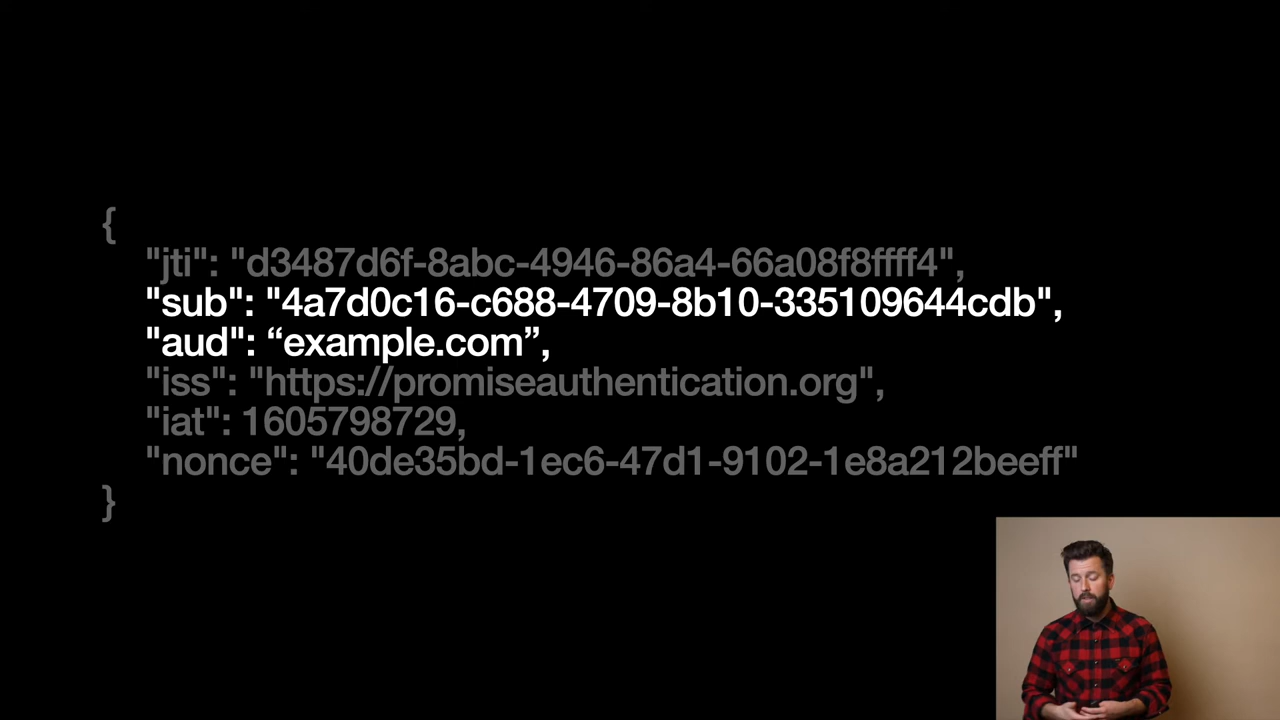 {
"jti": "d3487d6f-8abc-4946-86a4-66a08f8ffff4",
"sub": "4a7d0c16-c688-4709-8b10-335109644cdb",
"aud": “example.com”,
"iss": "https://promiseauthentication.org",
"iat": 1605798729,
"nonce": "40de35bd-1ec6-47d1-9102-1e8a212beeff"
}